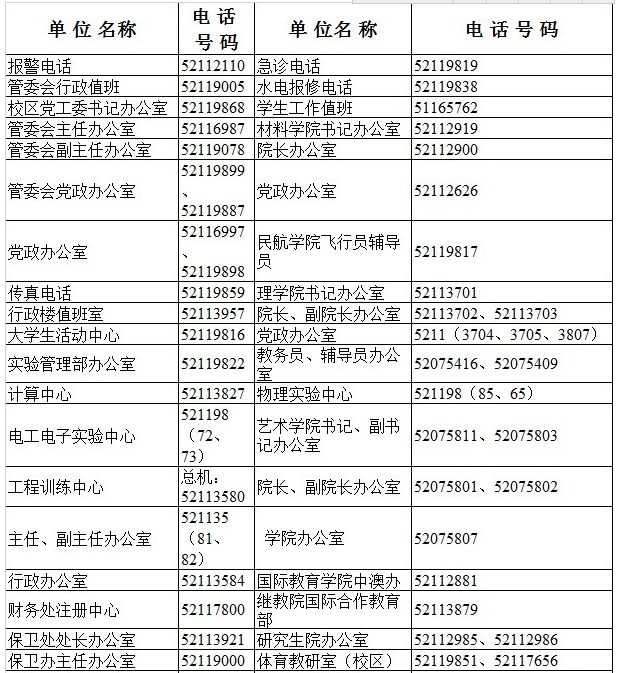 单 位 名称 电 话 单 位名 称 电 话 号 码
号 码
报警电话 52112110 急诊电话 52119819
管委会行政值班 52119005 水电报修电话 52119838
校区党工委书记办公室 52119868 学生工作值班 51165762
管委会主任办公室 52116987 材料学院书记办公室 52112919
管委会副主任办公室 52119078 院长办公室 52112900
管委会党政办公室 52119899 党政办公室 52112626
、
52119887
党政办公室 52116997 民航学院飞行员辅导 52119817
、 员
52119898
传真电话 52119859 理学院书记办公室 52113701
行政楼值班室 52113957 院长、副院长办公室 52113702、52113703
大学生活动中心 52119816 党政办公室 5211（3704、3705、3807）
实验管理部办公室 52119822 教务员、辅导员办公 52075416、52075409
室
计算中心 52113827 物理实验中心 521198（85、65）
电工电子实验中心 521198 艺术学院书记、副书 52075811、52075803
（72、 记办公室
73）
工程训练中心 总机： 院长、副院长办公室 52075801、52075802
52113580
主任、副主任办公室 521135 学院办公室 52075807
（81、
82）
行政办公室 52113584 国际教育学院中澳办 52112881
财务处注册中心 52117800 继教院国际合作教育 52113879
部
保卫处处长办公室 52113921 研究生院办公室 52112985、52112986
保卫办主任办公室 52119000 体育教研室（校区） 52119851、52117656